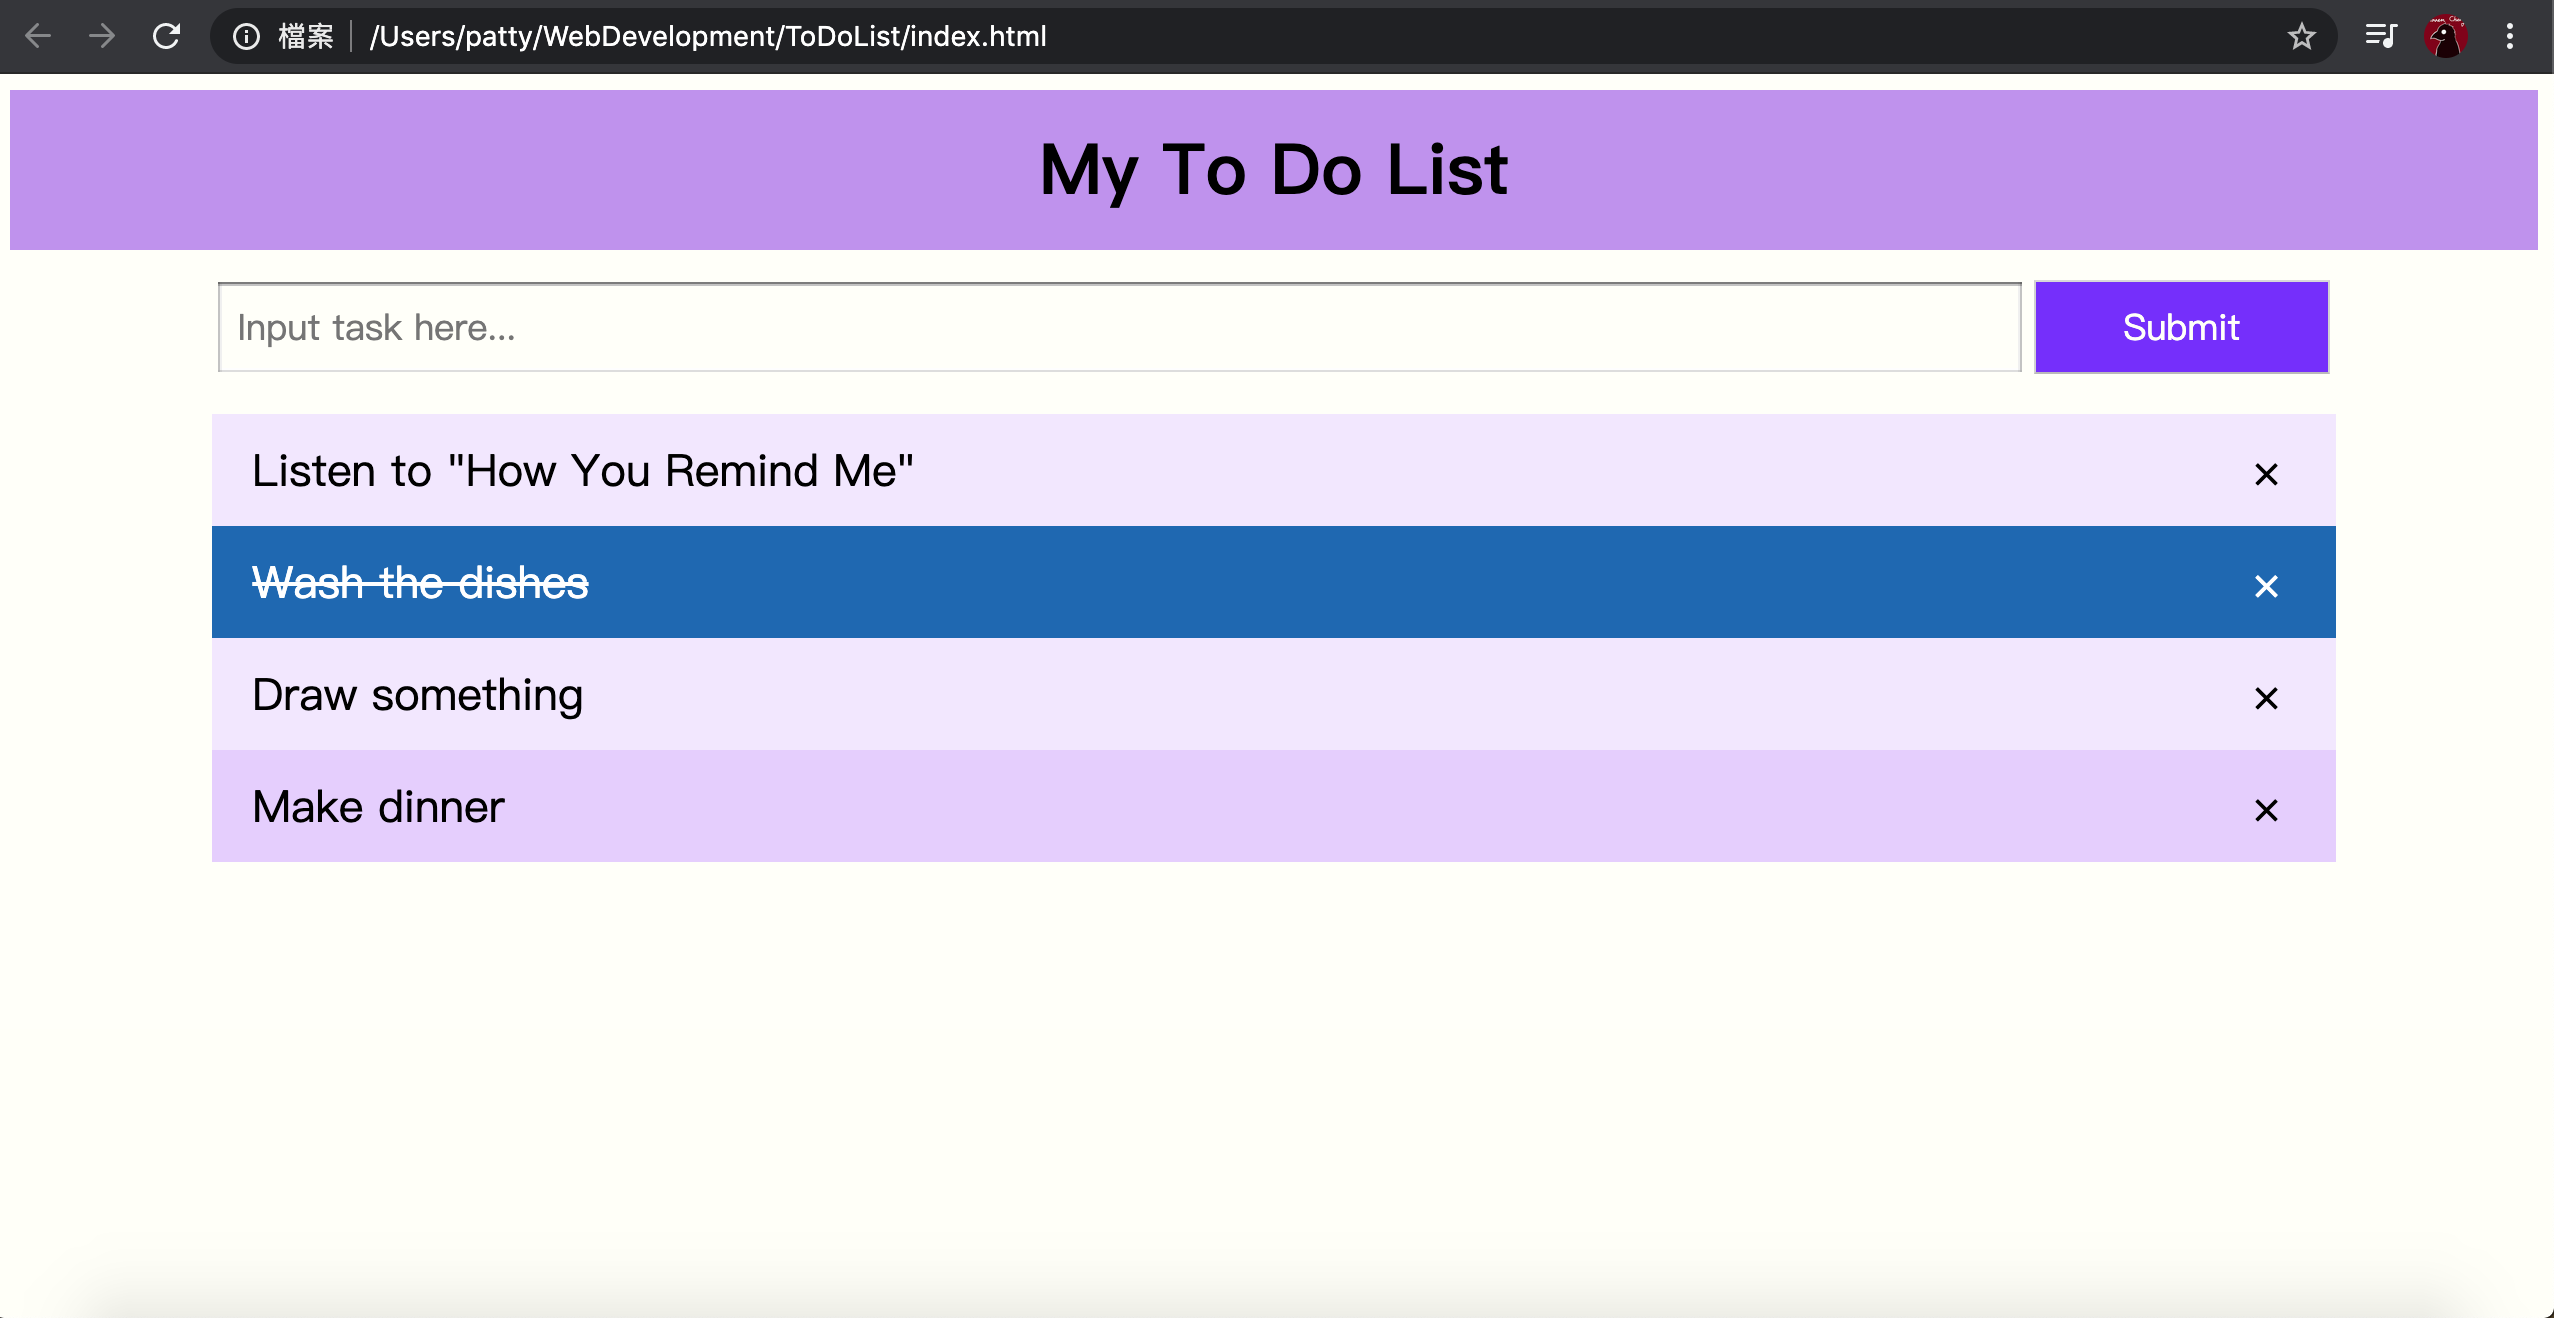 檔案 | /Users/patty/WebDevelopment/ToDoList/index.html
My To Do List
Input task here... Submit
Listen to "How You Remind Me" ×
Wash the dishes ×
Draw something ×
Make dinner ×